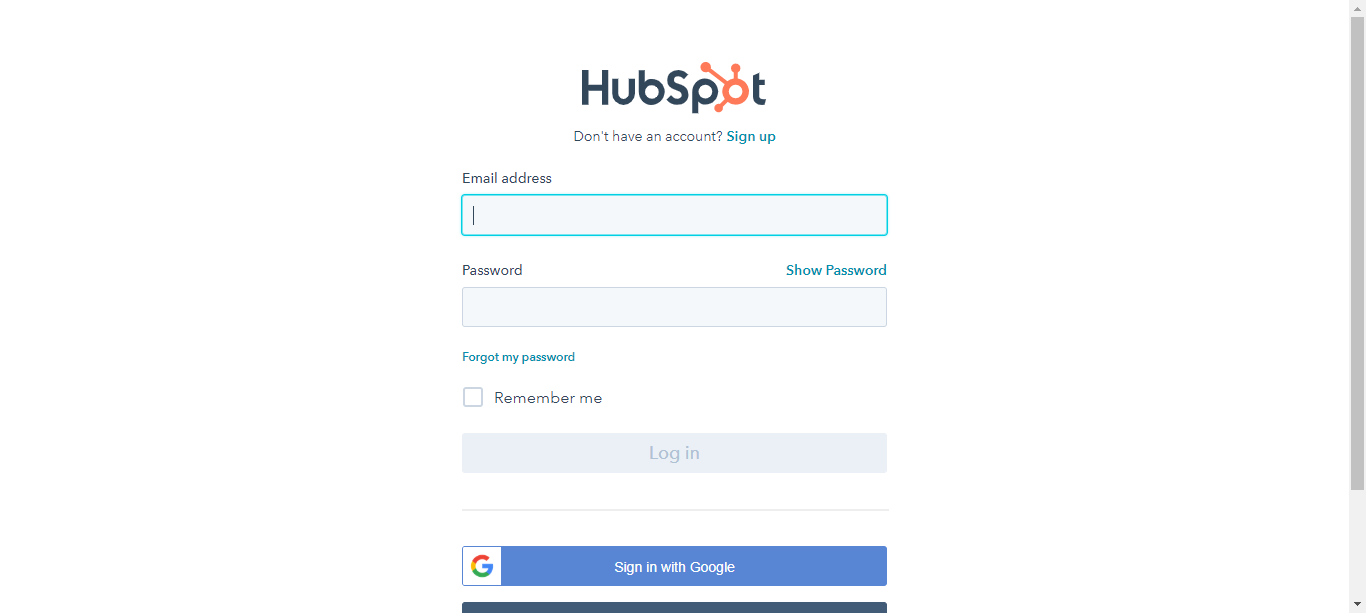 HubSpot
Don't have an account? Sign up
Email address
Password Show Password
Forgot my password
Remember me
Log in
Sign in with Google